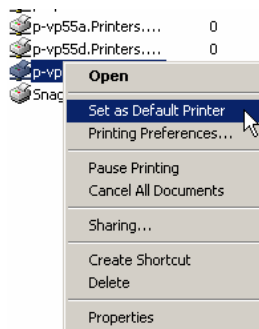 p-vp55a.Printers.... 0
p-vp55d.Printers.... 0
p-vp
Snag
Open
Set as Default Printer
Printing Preferences...
Pause Printing
Cancel All Documents
Sharing...
Create Shortcut
Delete
Properties